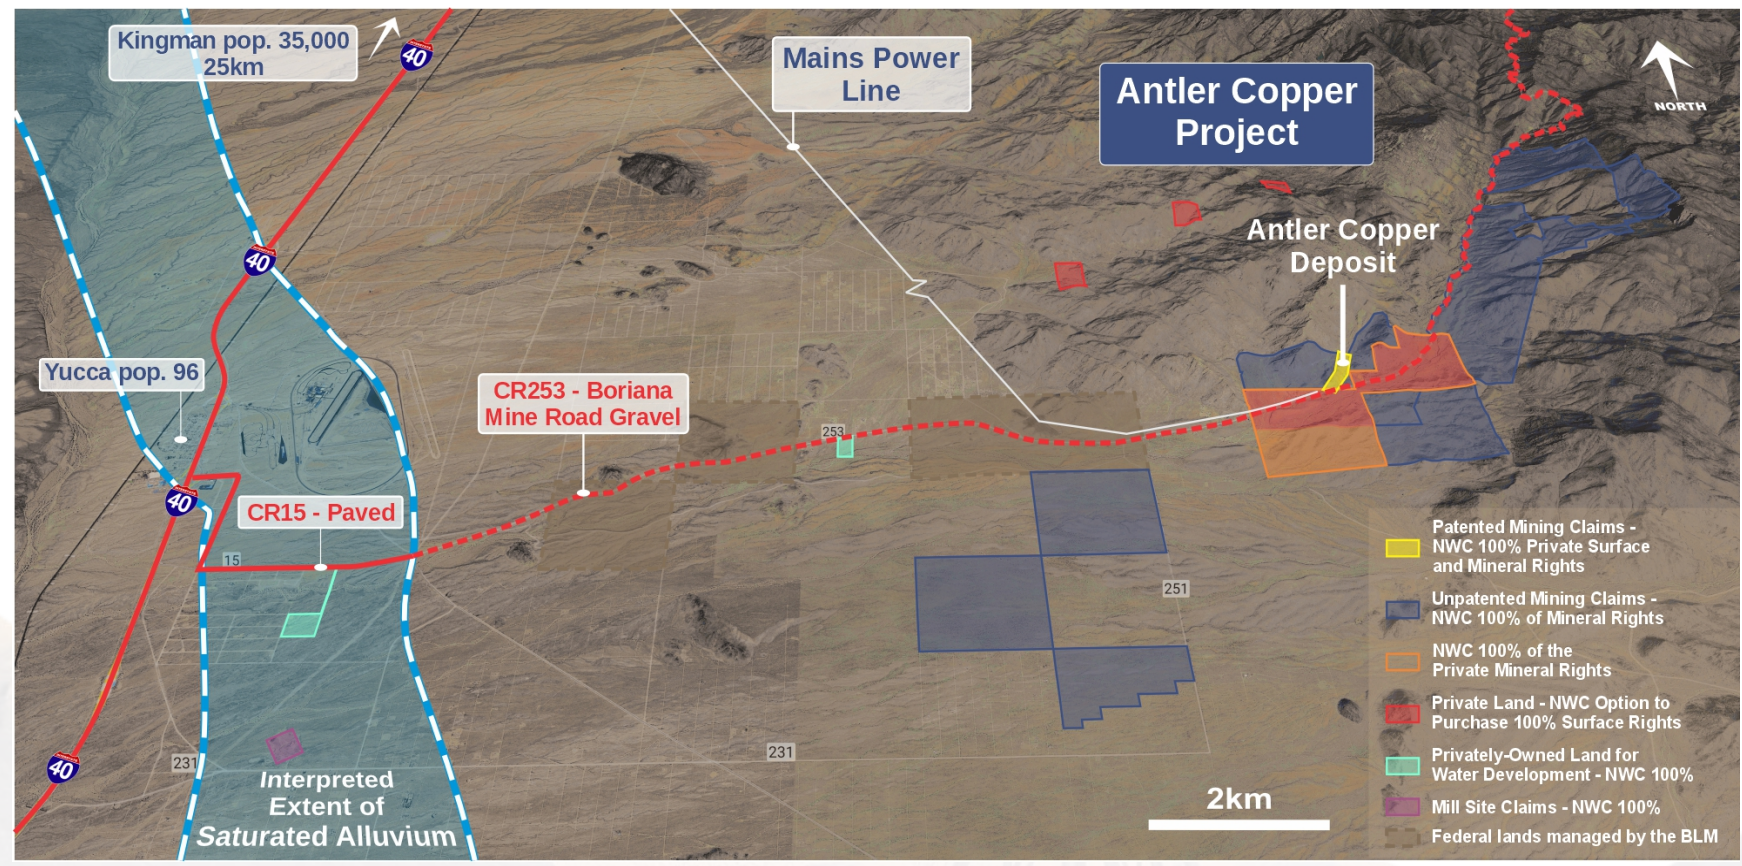 Kingman pop. 35,000
25km
40
Mains Power
Line
Antler Copper
Project
NORTH
Antler Copper
Deposit
40
Yucca pop. 96
CR253 - Boriana
Mine Road Gravel
253
40
CR15 - Paved
15
251
Patented Mining Claims -
NWC 100% Private Surface
and Mineral Rights
Unpatented Mining Claims -
NWC 100% of Mineral Rights
NWC 100% of the
Private Mineral Rights
Private Land - NWC Option to
Purchase 100% Surface Rights
Privately-Owned Land for
Water Development - NWC 100%
Mill Site Claims - NWC 100%
Federal lands managed by the BLM
231
231
40
Interpreted
Extent of
Saturated Alluvium
2km